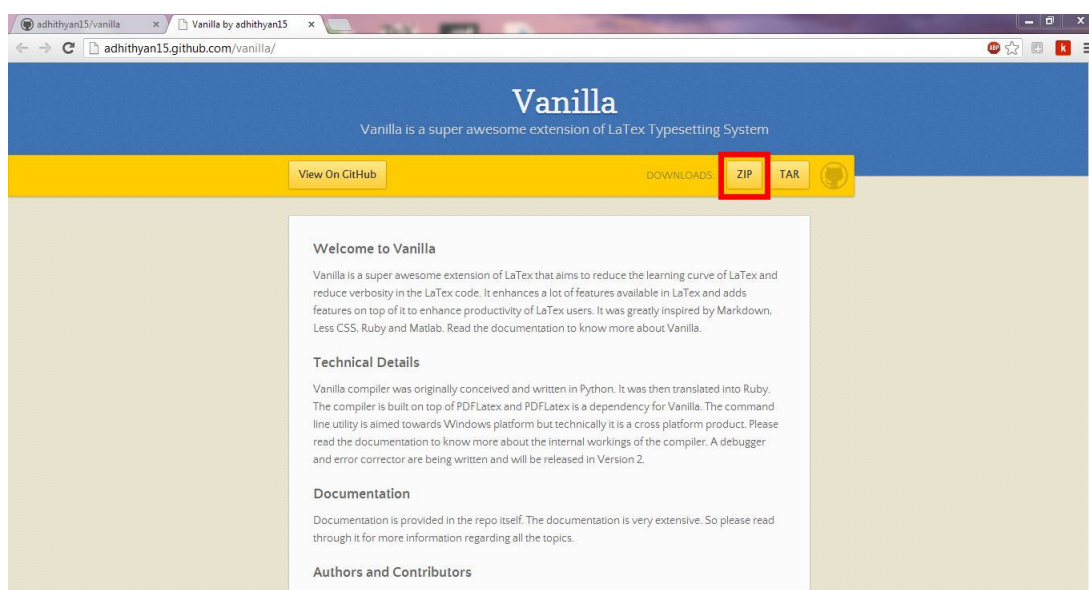 adhithyan15/vanilla
Vanilla by adhithyan15
adhithyan15.github.com/vanilla/
ABP
k
Vanilla
Vanilla is a super awesome extension of LaTex Typesetting System
View On GitHub
DOWNLOADS: ZIP TAR
Welcome to Vanilla
Vanilla is a super awesome extension of LaTex that aims to reduce the learning curve of LaTex and
reduce verbosity in the LaTex code. It enhances a lot of features available in LaTex and adds
features on top of it to enhance productivity of LaTex users. It was greatly inspired by Markdown,
Less CSS, Ruby and Matlab. Read the documentation to know more about Vanilla.
Technical Details
Vanilla compiler was originally conceived and written in Python. It was then translated into Ruby.
The compiler is built on top of PDFLatex and PDFLatex is a dependency for Vanilla. The command
line utility is aimed towards Windows platform but technically it is a cross platform product. Please
read the documentation to know more about the internal workings of the compiler. A debugger
and error corrector are being written and will be released in Version 2.
Documentation
Documentation is provided in the repo itself. The documentation is very extensive. So please read
through it for more information regarding all the topics.
Authors and Contributors